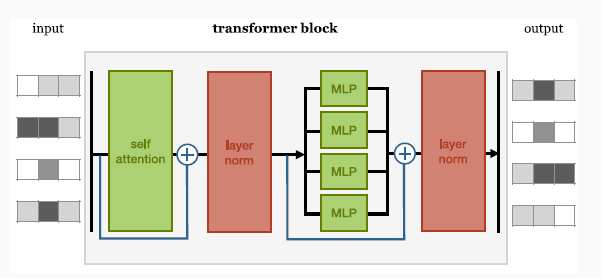 input
transformer block
output
self
attention
layer
norm
MLP
MLP
MLP
MLP
layer
norm